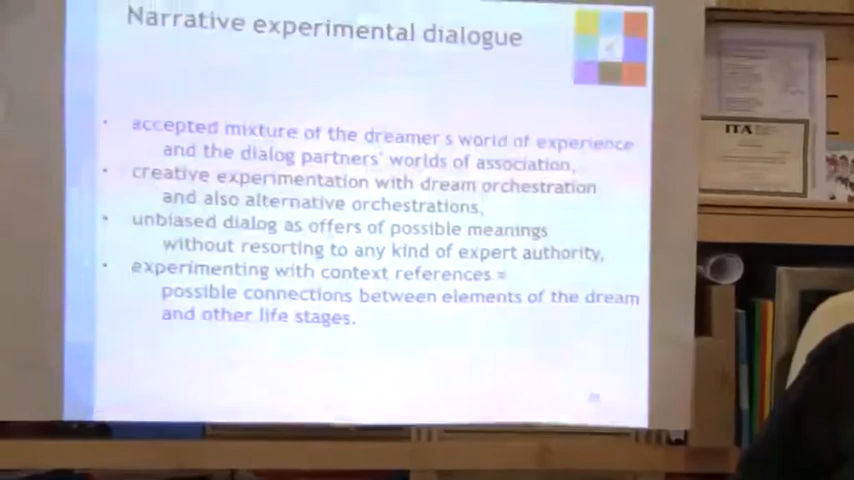 Narrative experimental dialogue
• accepted mixture of the dreamer's world of experience
and the dialog partners' worlds of association,
• creative experimentation with dream orchestration
and also alternative orchestrations,
• unbiased dialog as offers of possible meanings
without resorting to any kind of expert authority,
• experimenting with context references =
possible connections between elements of the dream
and other life stages.
ITA